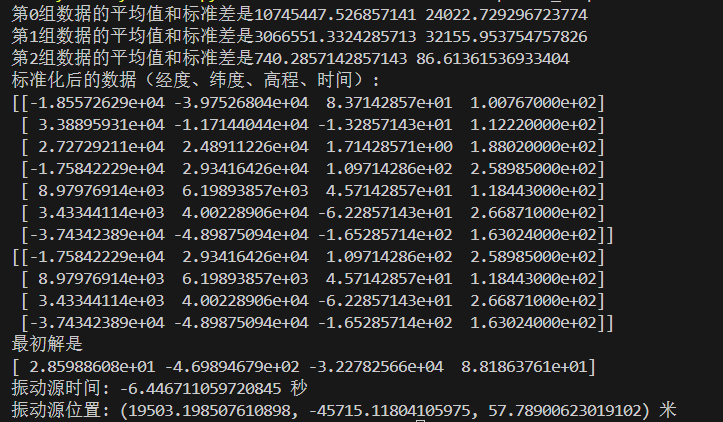 第0组数据的平均值和标准差是10745447.526857141 24022.729296723774
第1组数据的平均值和标准差是3066551.3324285713 32155.953754757826
第2组数据的平均值和标准差是740.2857142857143 86.61361536933404
标准化后的数据（经度、纬度、高程、时间）：
[[-1.85572629e+04 -3.97526804e+04  8.37142857e+01  1.00767000e+02]
 [ 3.38895931e+04 -1.17144044e+04 -1.32857143e+01  1.12220000e+02]
 [ 2.72729211e+04  2.48911226e+04  1.71428571e+00  1.88020000e+02]
 [-1.75842229e+04  2.93416426e+04  1.09714286e+02  2.58985000e+02]
 [ 8.97976914e+03  6.19893857e+03  4.57142857e+01  1.18443000e+02]
 [ 3.43344114e+03  4.00228906e+04 -6.22857143e+01  2.66871000e+02]
 [-3.74342389e+04 -4.89875094e+04 -1.65285714e+02  1.63024000e+02]]
[[-1.75842229e+04  2.93416426e+04  1.09714286e+02  2.58985000e+02]
 [ 8.97976914e+03  6.19893857e+03  4.57142857e+01  1.18443000e+02]
 [ 3.43344114e+03  4.00228906e+04 -6.22857143e+01  2.66871000e+02]
 [-3.74342389e+04 -4.89875094e+04 -1.65285714e+02  1.63024000e+02]]
最初解是
[ 2.85988608e+01 -4.69894679e+02 -3.22782566e+04  8.81863761e+01]
振动源时间: -6.446711059720845 秒
振动源位置: (19503.198507610898, -45715.11804105975, 57.78900623019102) 米